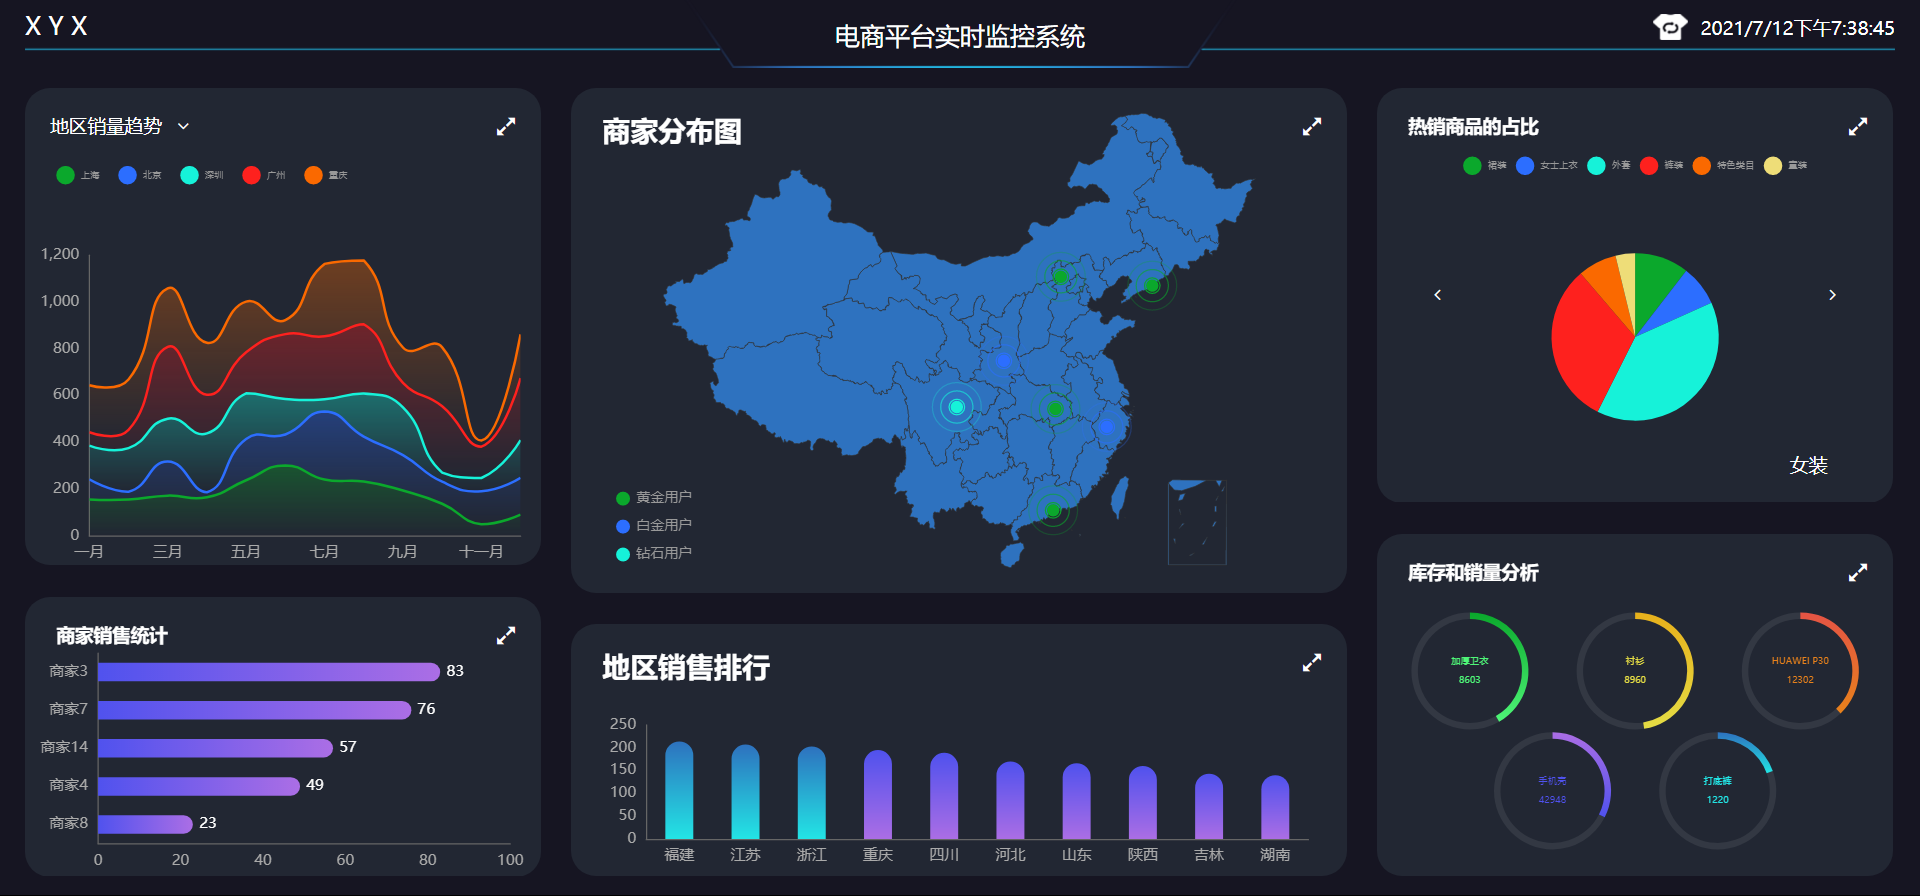 X Y X
电商平台实时监控系统
2021/7/12下午7:38:45
地区销量趋势
上海 北京 深圳 广州 重庆
1,200
1,000
800
600
400
200
0
一月 三月 五月 七月 九月 十一月
商家销售统计
商家3 83
商家7 76
商家14 57
商家4 49
商家8 23
0 20 40 60 80 100
商家分布图
黄金用户
白金用户
钻石用户
地区销售排行
250
200
150
100
50
0
福建 江苏 浙江 重庆 四川 河北 山东 陕西 吉林 湖南
热销商品的占比
裙装 女士上衣 外套 裤装 特色类目 童装
女装
库存和销量分析
加厚卫衣
8603
衬衫
8960
HUAWEI P30
12302
手机壳
42948
打底裤
1220